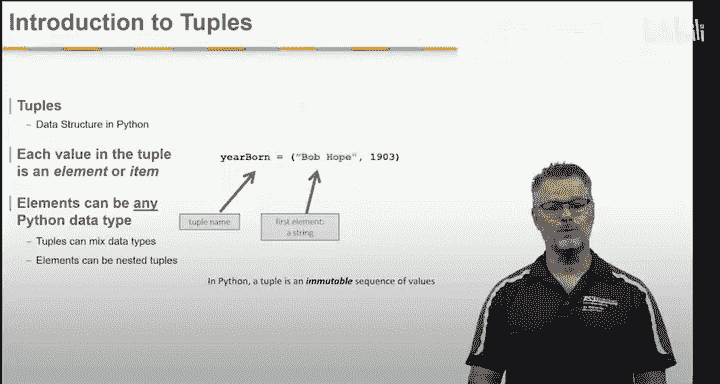 Introduction to Tuples
Tuples
– Data Structure in Python
Each value in the tuple
is an element or item
Elements can be any
Python data type
– Tuples can mix data types
– Elements can be nested tuples
yearBorn = ("Bob Hope", 1903)
tuple name
first element:
a string
In Python, a tuple is an immutable sequence of values